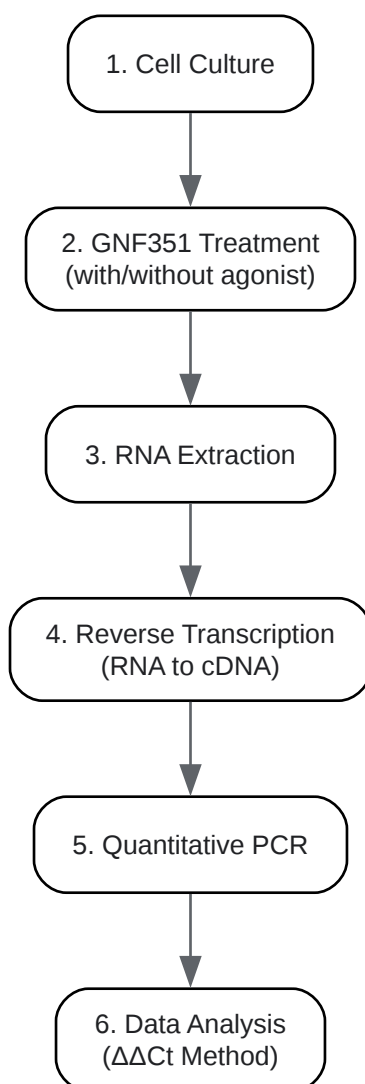 1. Cell Culture
2. GNF351 Treatment
(with/without agonist)
3. RNA Extraction
4. Reverse Transcription
(RNA to cDNA)
5. Quantitative PCR
6. Data Analysis
(ΔΔCt Method)